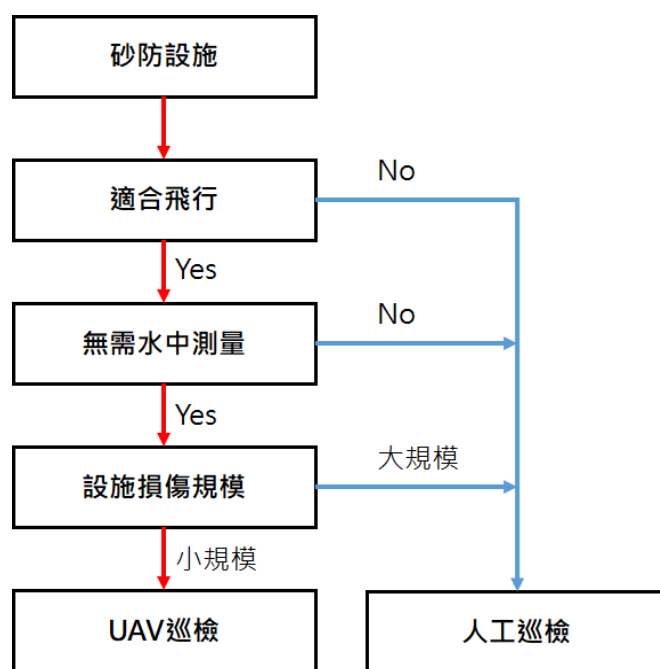 砂防設施
適合飛行
No
Yes
無需水中測量
No
Yes
設施損傷規模
大規模
小規模
UAV巡檢
人工巡檢